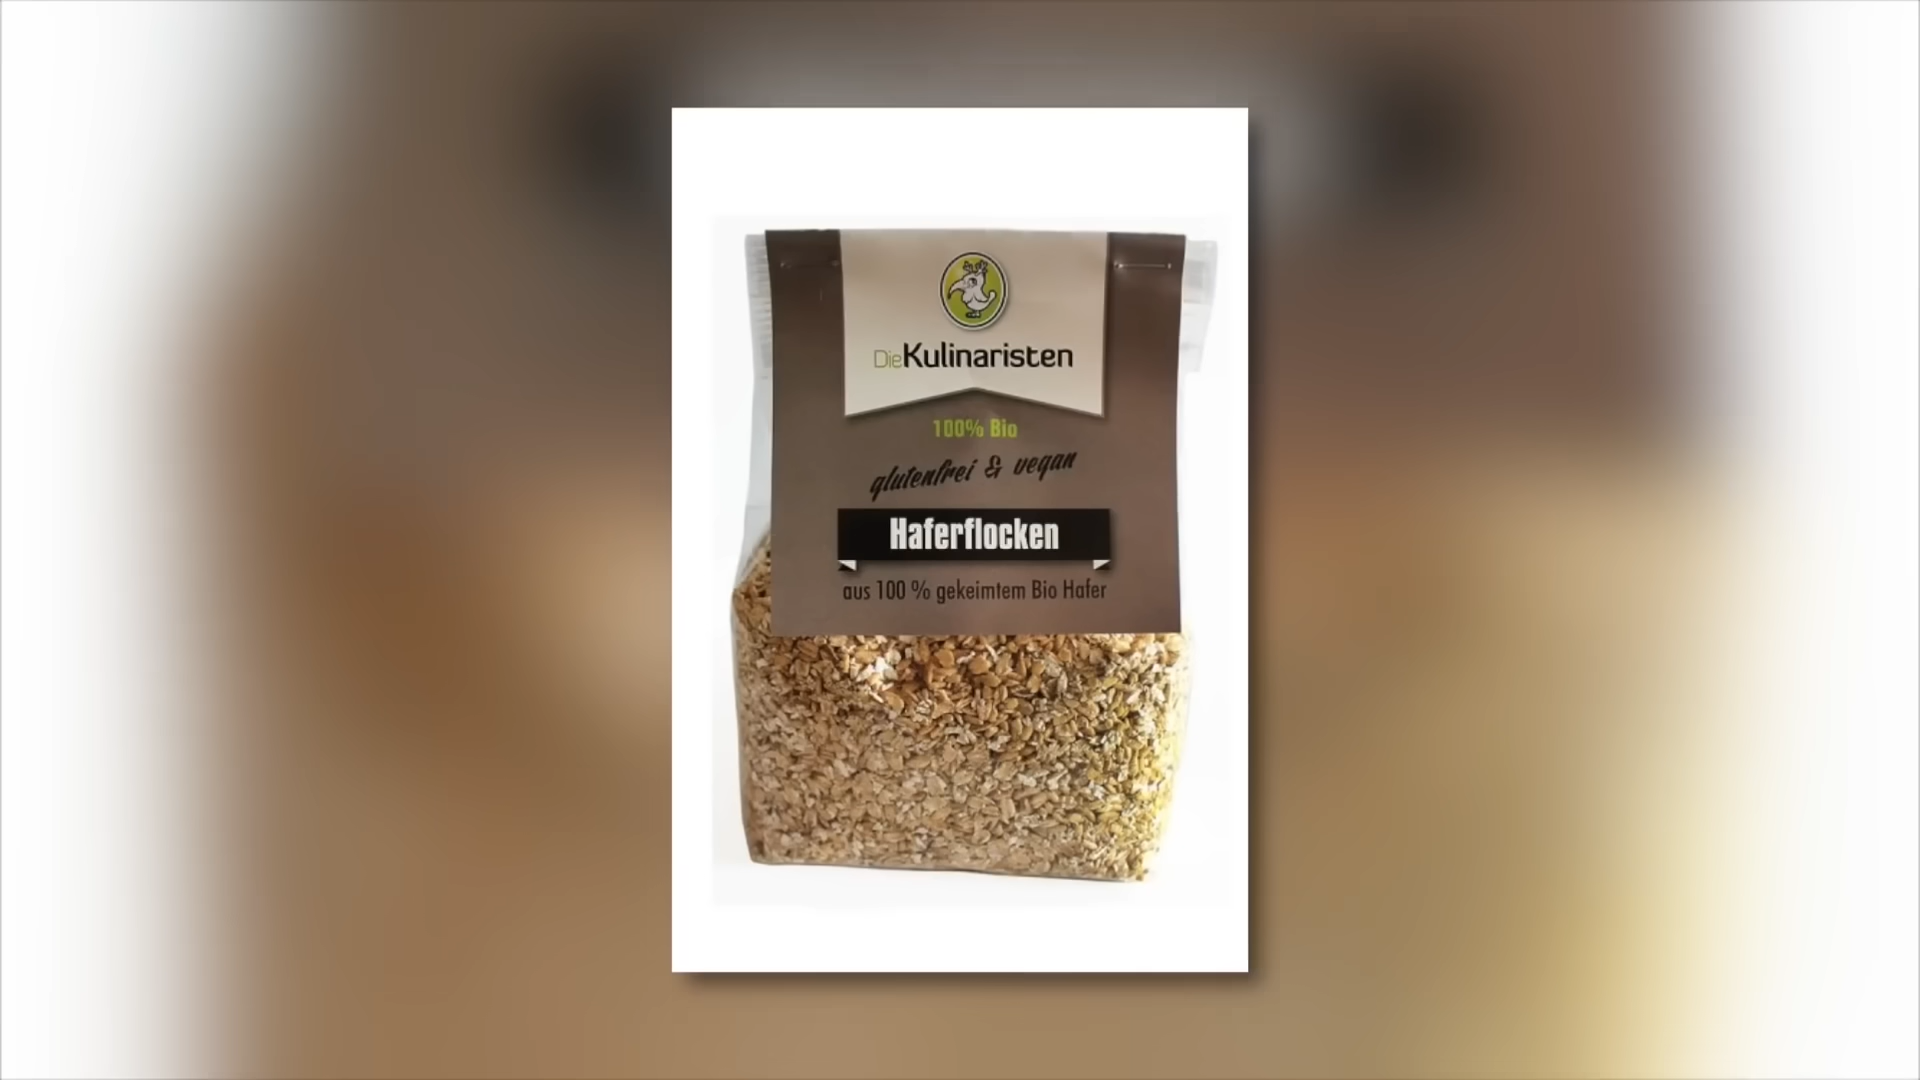 DieKulinaristen
100% Bio
glutenfrei & vegan
Haferflocken
aus 100 % gekeimtem Bio Hafer